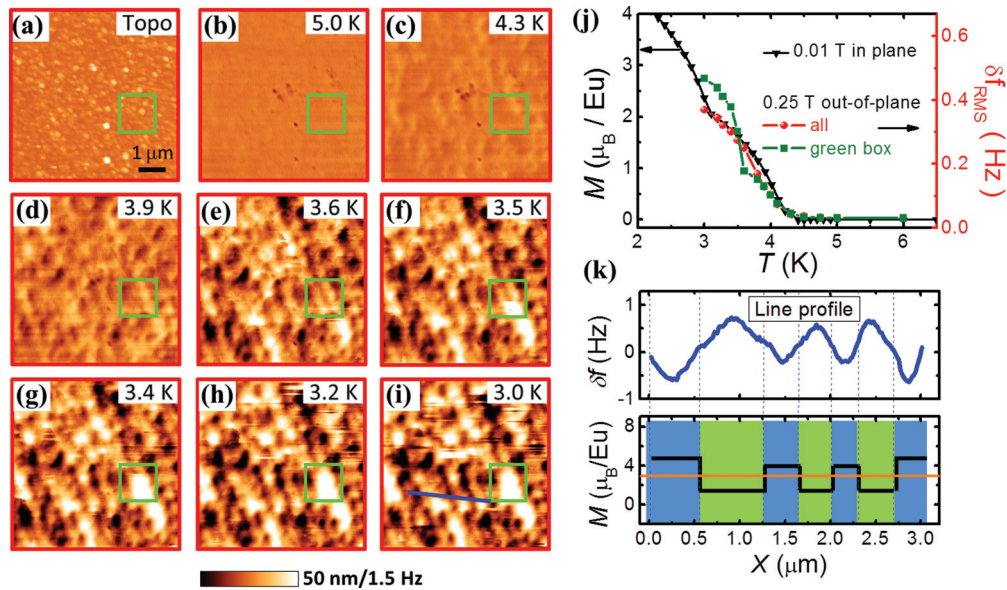 (a) Topo
1 μm
(b) 5.0 K
(c) 4.3 K
(d) 3.9 K
(e) 3.6 K
(f) 3.5 K
(g) 3.4 K
(h) 3.2 K
(i) 3.0 K
50 nm/1.5 Hz
(j)
M (μB / Eu)
4
3
2
1
0
0.01 T in plane
0.25 T out-of-plane
all
green box
0.6
0.4
0.2
0.0
δfRMS (Hz)
2 3 4 5 6
T (K)
(k)
Line profile
δf (Hz)
1
0
-1
M (μB/Eu)
8
4
0
0.0 0.5 1.0 1.5 2.0 2.5 3.0
X (μm)